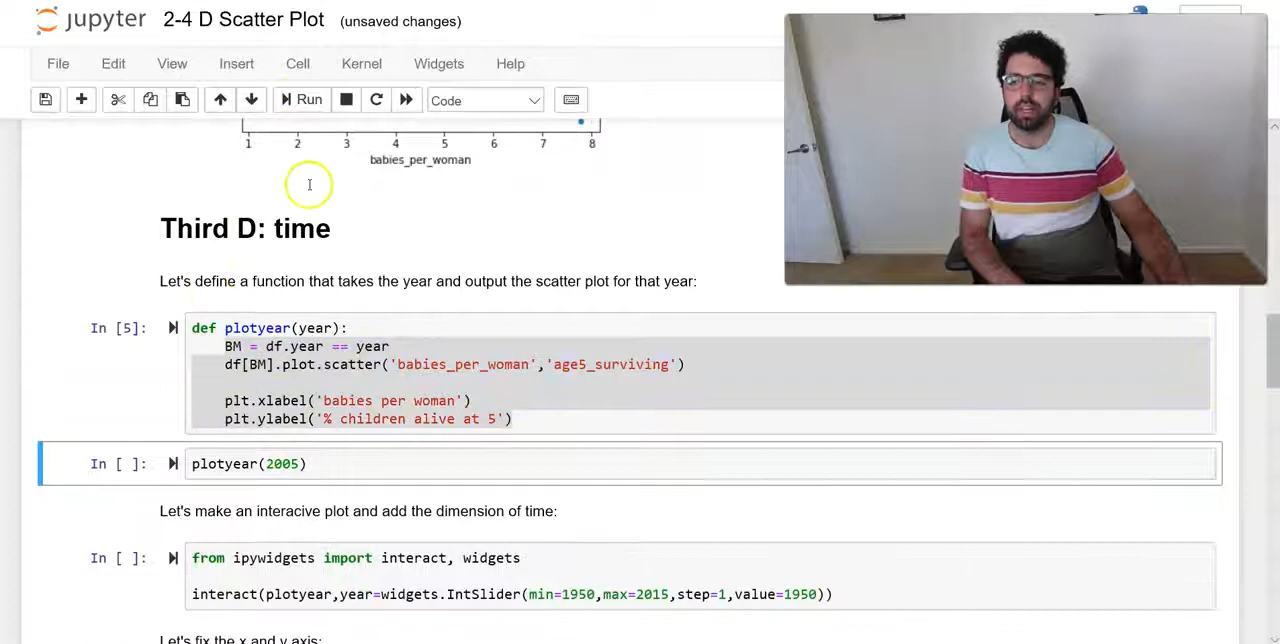 jupyter 2-4 D Scatter Plot (unsaved changes)
File Edit View Insert Cell Kernel Widgets Help
Run Code
1 2 3 4 5 6 7 8
babies_per_woman
Third D: time
Let's define a function that takes the year and output the scatter plot for that year:
In [5]: def plotyear(year):
BM = df.year == year
df[BM].plot.scatter('babies_per_woman','age5_surviving')
plt.xlabel('babies per woman')
plt.ylabel('% children alive at 5')
In [ ]: plotyear(2005)
Let's make an interacive plot and add the dimension of time:
In [ ]: from ipywidgets import interact, widgets
interact(plotyear,year=widgets.IntSlider(min=1950,max=2015,step=1,value=1950))
Let's fix the x and y axis: